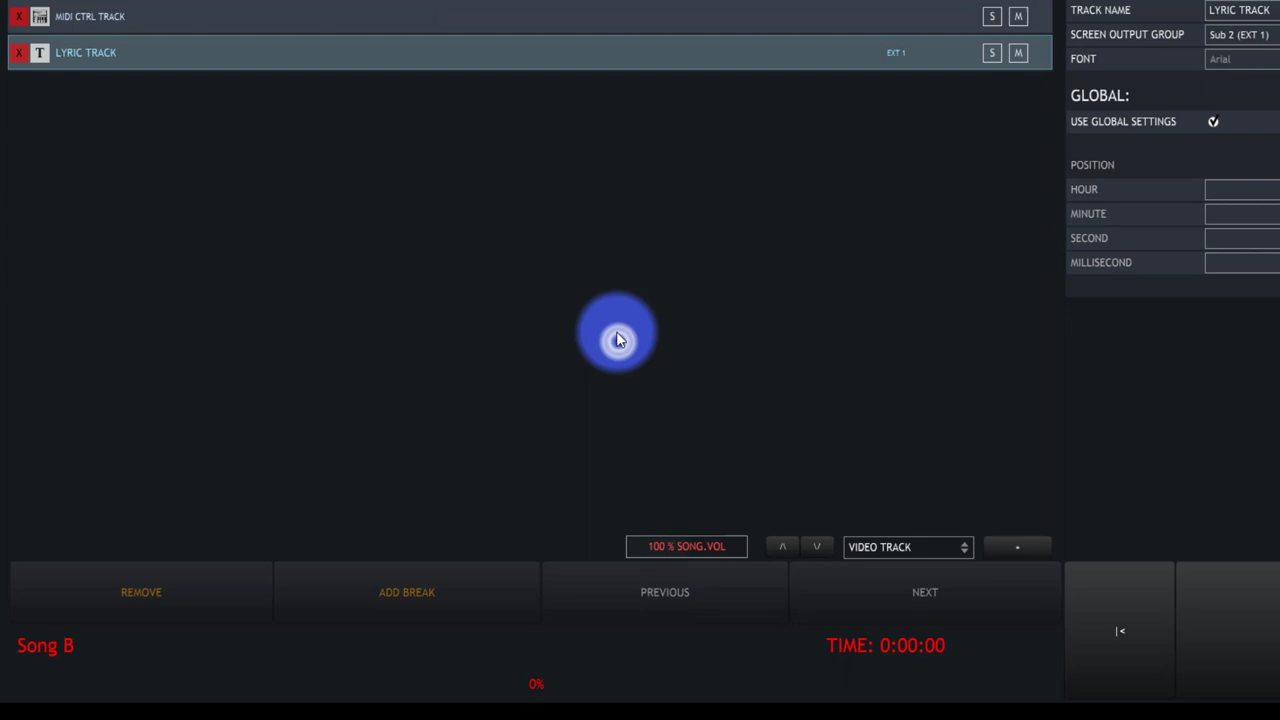 X MIDI CTRL TRACK S M
X T LYRIC TRACK EXT 1 S M
TRACK NAME LYRIC TRACK
SCREEN OUTPUT GROUP Sub 2 (EXT 1)
FONT Arial
GLOBAL:
USE GLOBAL SETTINGS
POSITION
HOUR
MINUTE
SECOND
MILLISECOND
100 % SONG.VOL /\ \/ VIDEO TRACK +
REMOVE ADD BREAK PREVIOUS NEXT
|<
Song B TIME: 0:00:00
0%